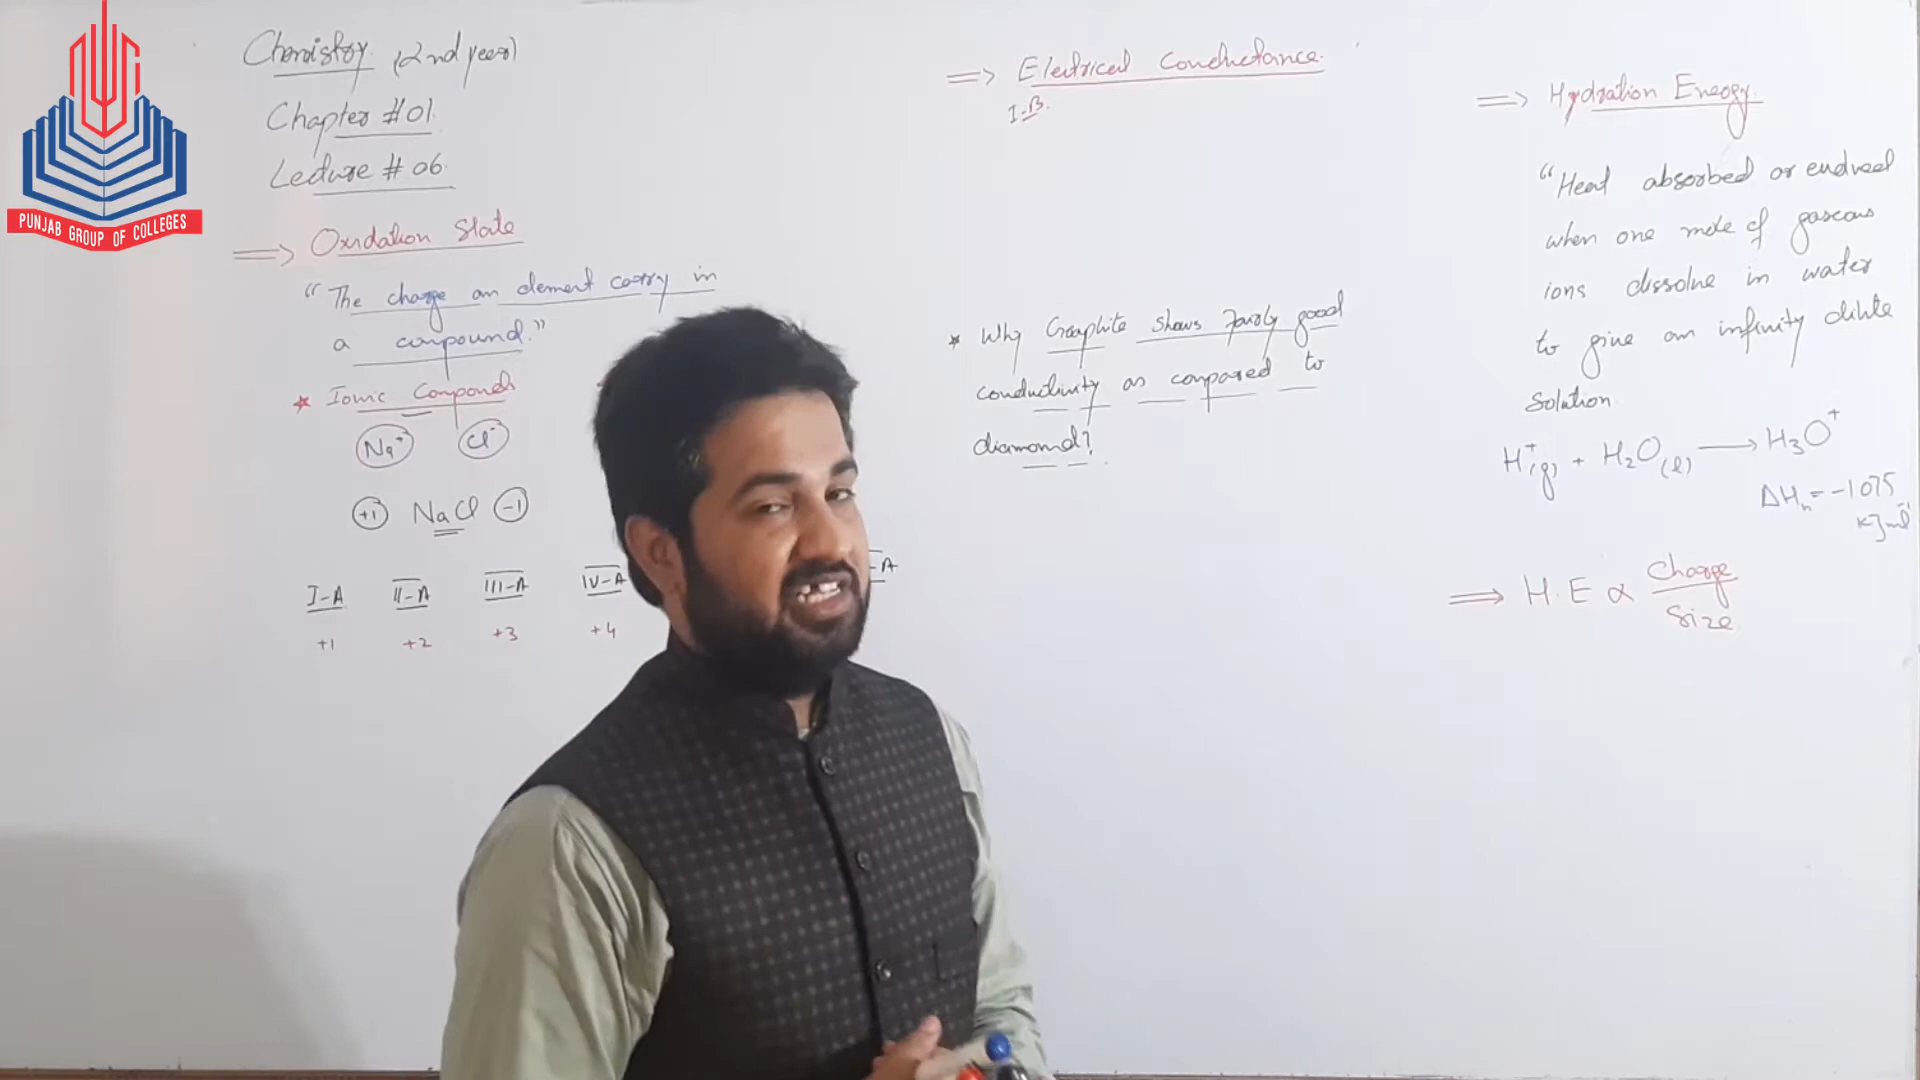 PUNJAB GROUP OF COLLEGES
Chemistry (2nd year)
Chapter #01
Lecture # 06
⇒ Oxidation State
“The charge an element carry in
a compound.”
* Ionic Compounds
Na⁺ Cl⁻
+1 NaCl -1
I-A II-A III-A IV-A -A
+1 +2 +3 +4
⇒ Electrical Conductance
I-B.
* Why Graphite shows fairly good
conductivity as compared to
diamond?
⇒ Hydration Energy
“Heat absorbed or endveed
when one mole of gaseous
ions dissolve in water
to give an infinity dilute
solution
H⁺(g) + H₂O(l) ⟶ H₃O⁺
ΔHₙ = -1075
KJmol⁻¹
⇒ H.E ∝ Charge
Size